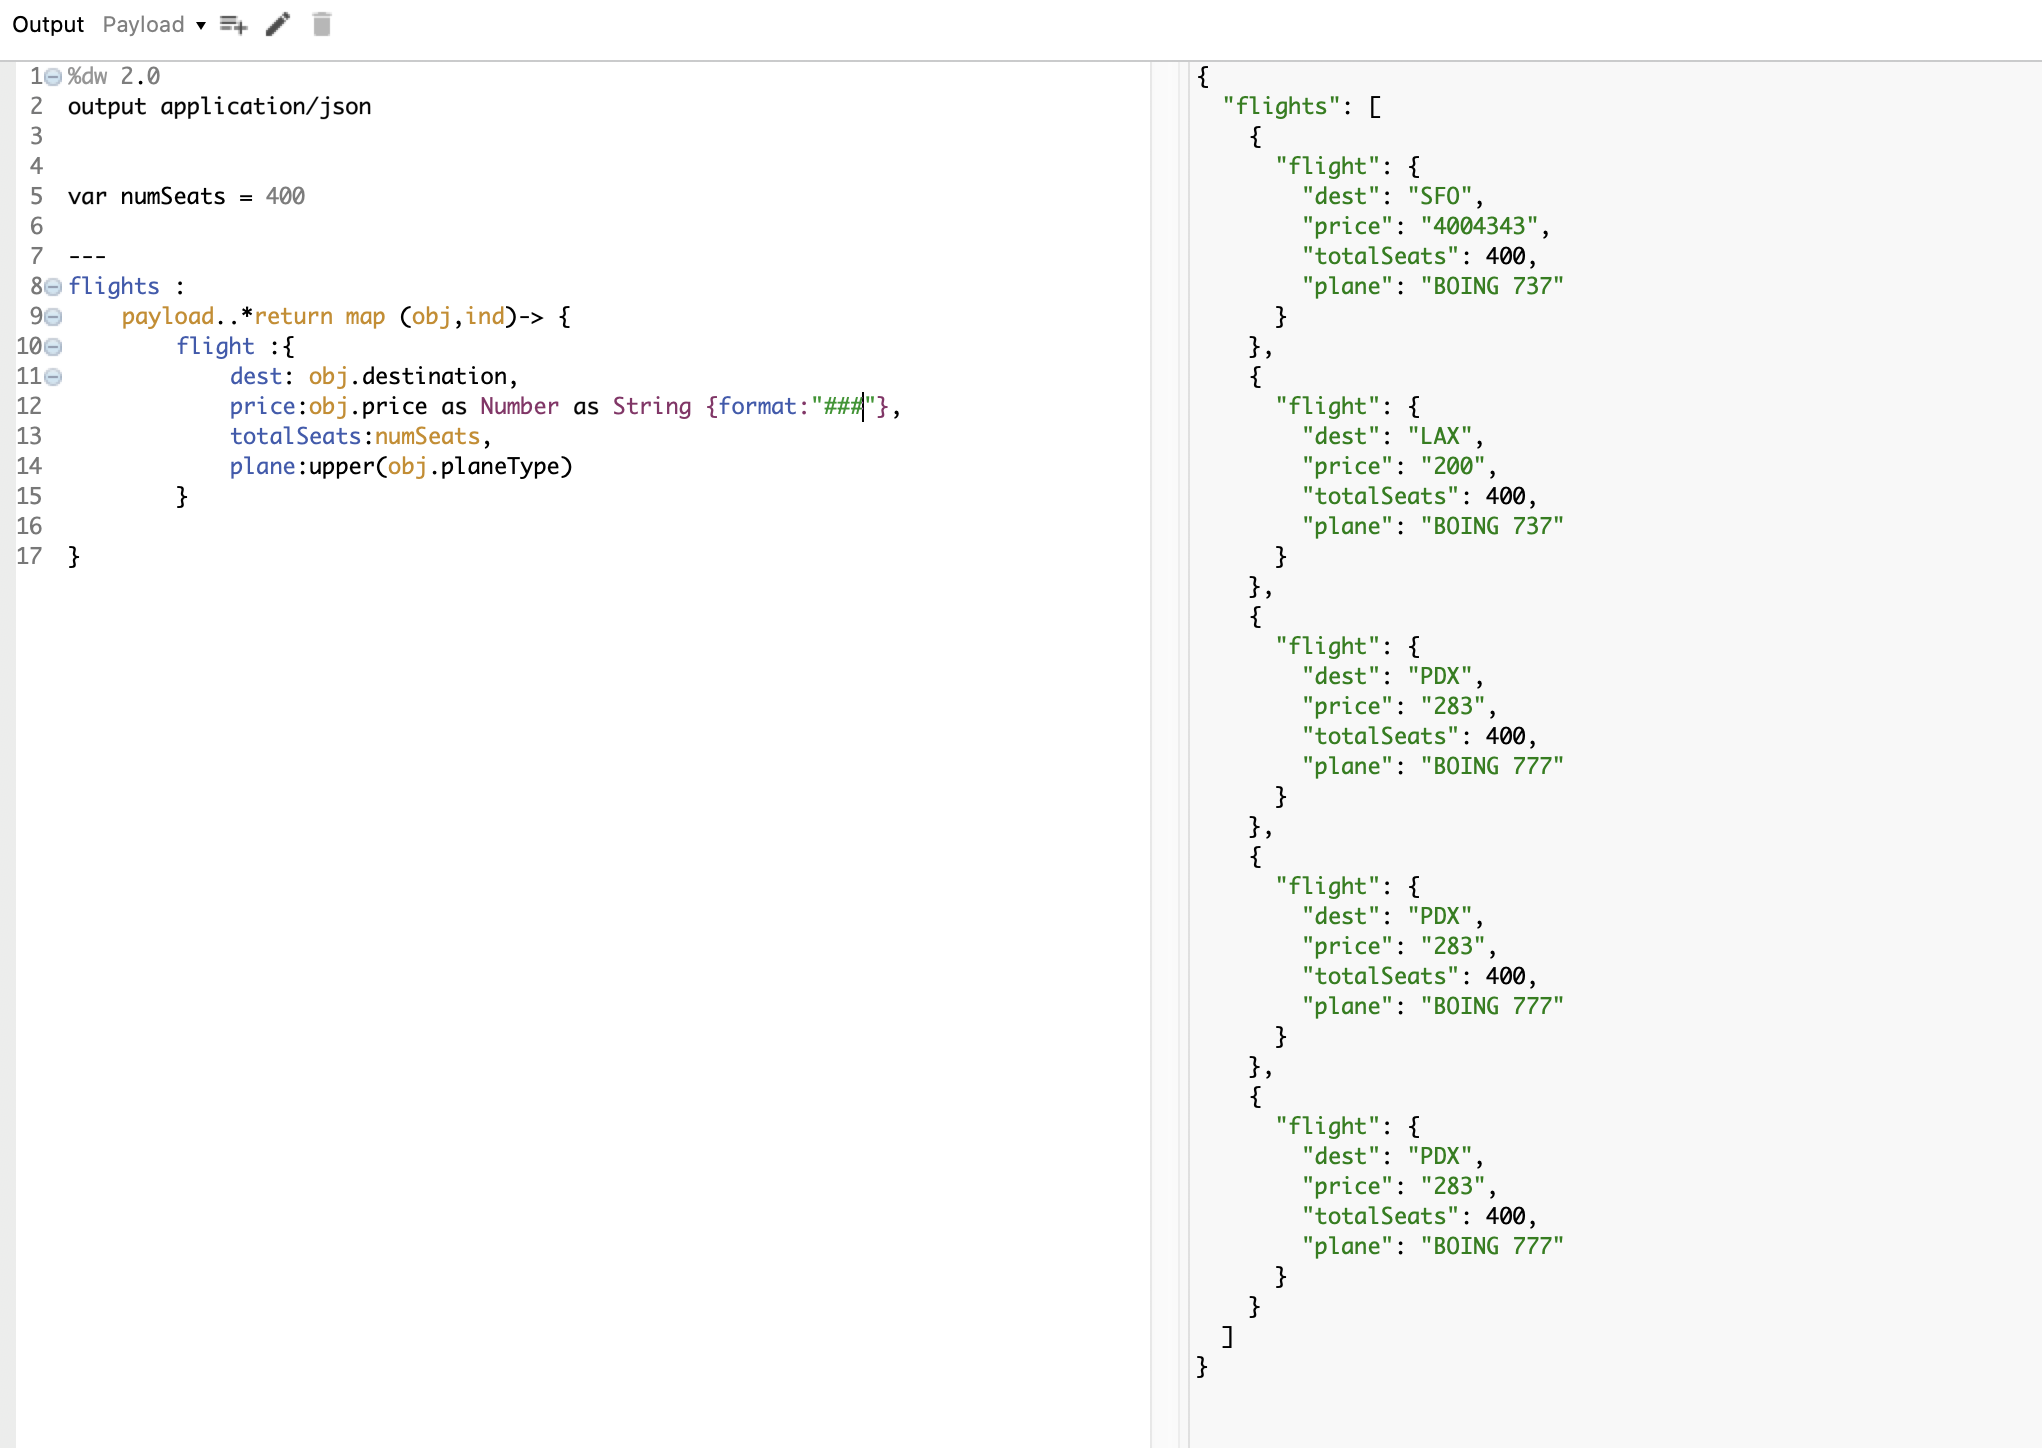 Output Payload
1 %dw 2.0
2 output application/json
3
4
5 var numSeats = 400
6
7 ---
8 flights :
9     payload..*return map (obj,ind)-> {
10         flight :{
11             dest: obj.destination,
12             price:obj.price as Number as String {format:"###"},
13             totalSeats:numSeats,
14             plane:upper(obj.planeType)
15         }
16
17 }
{
  "flights": [
    {
      "flight": {
        "dest": "SFO",
        "price": "4004343",
        "totalSeats": 400,
        "plane": "BOING 737"
      }
    },
    {
      "flight": {
        "dest": "LAX",
        "price": "200",
        "totalSeats": 400,
        "plane": "BOING 737"
      }
    },
    {
      "flight": {
        "dest": "PDX",
        "price": "283",
        "totalSeats": 400,
        "plane": "BOING 777"
      }
    },
    {
      "flight": {
        "dest": "PDX",
        "price": "283",
        "totalSeats": 400,
        "plane": "BOING 777"
      }
    },
    {
      "flight": {
        "dest": "PDX",
        "price": "283",
        "totalSeats": 400,
        "plane": "BOING 777"
      }
    }
  ]
}